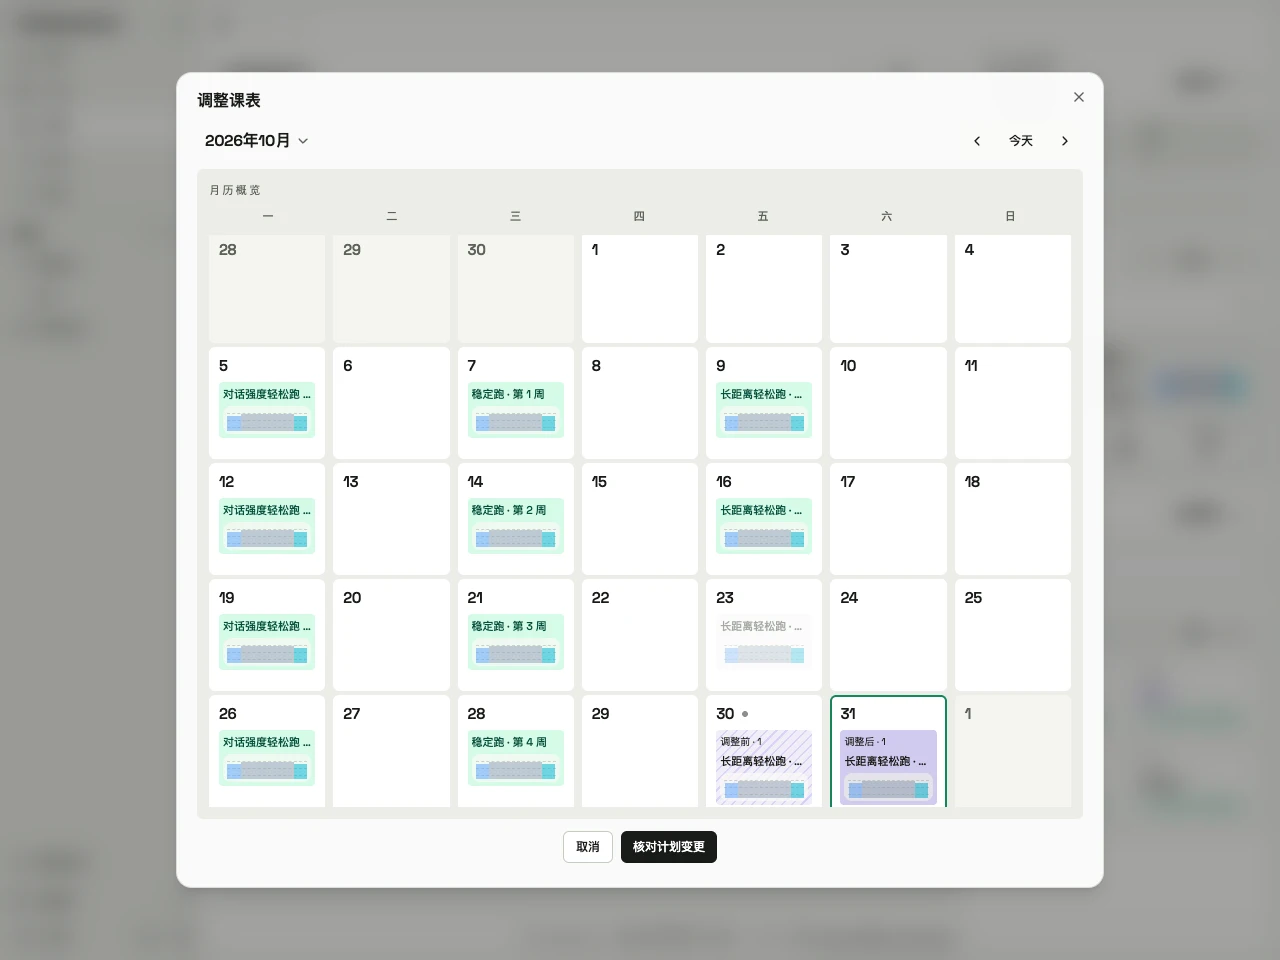 调整课表
2026年10月
今天
月历概览
一 二 三 四 五 六 日
28 29 30 1 2 3 4
5 6 7 8 9 10 11
对话强度轻松跑 ... 稳定跑 · 第 1 周 长距离轻松跑 · ...
12 13 14 15 16 17 18
对话强度轻松跑 ... 稳定跑 · 第 2 周 长距离轻松跑 · ...
19 20 21 22 23 24 25
对话强度轻松跑 ... 稳定跑 · 第 3 周 长距离轻松跑 · ...
26 27 28 29 30 31 1
调整前 · 1 调整后 · 1
对话强度轻松跑 ... 稳定跑 · 第 4 周 长距离轻松跑 · ... 长距离轻松跑 · ...
取消 核对计划变更